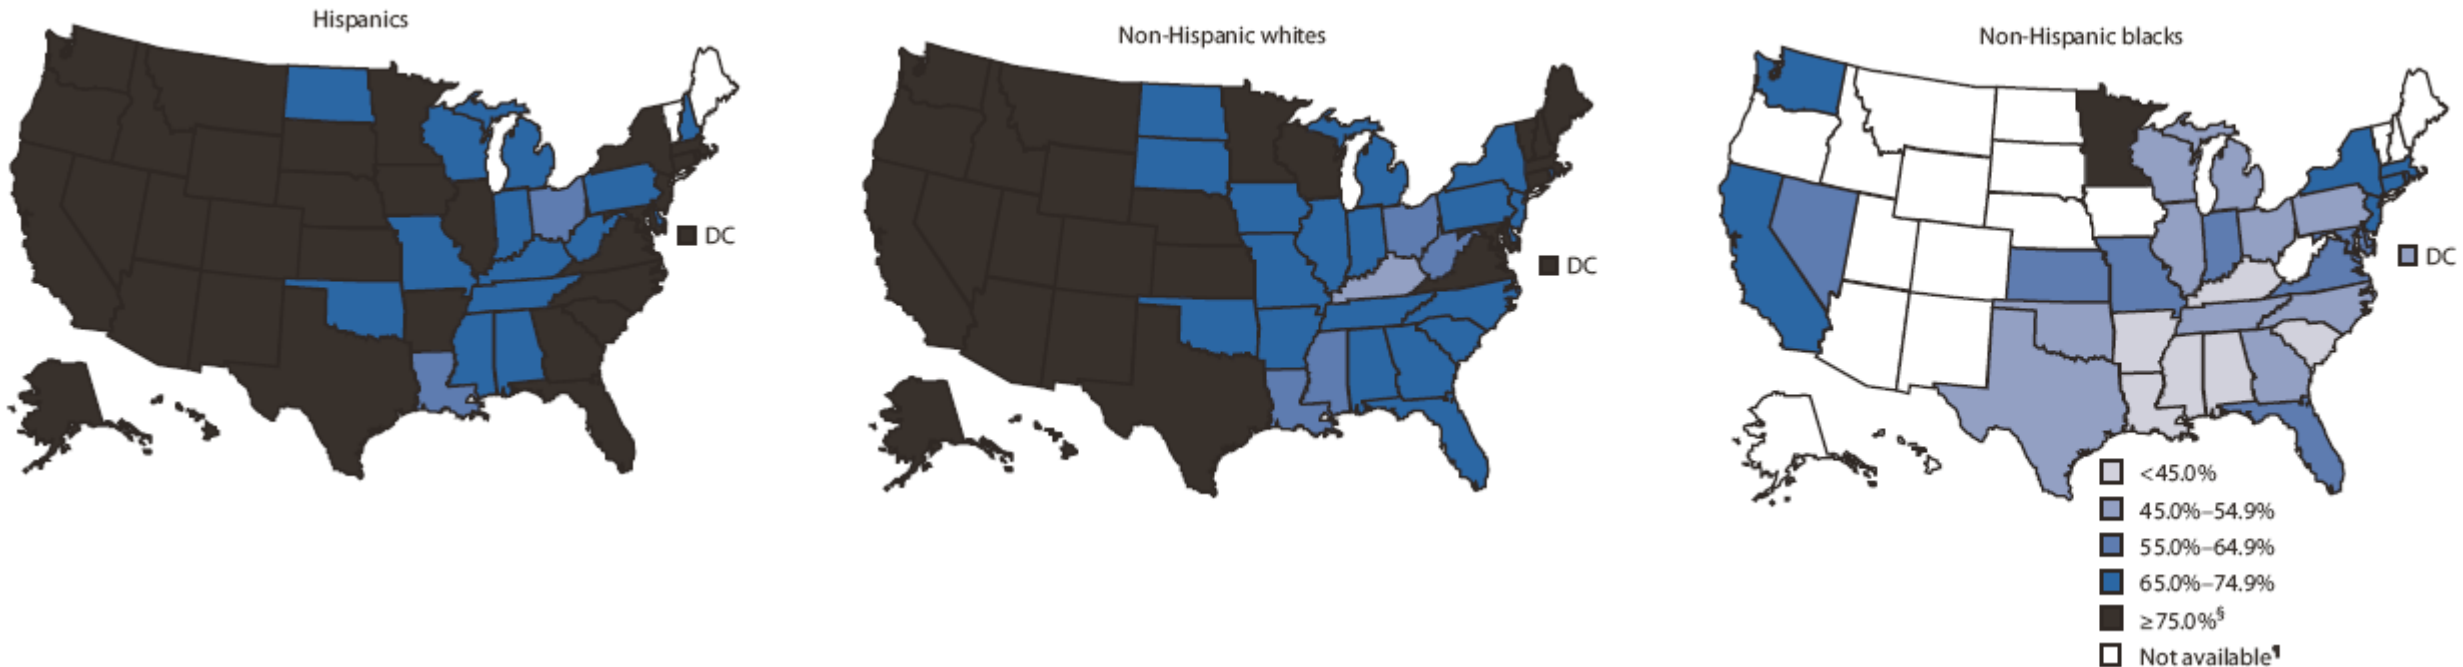 Hispanics
Non-Hispanic whites
Non-Hispanic blacks
DC
DC
DC
<45.0%
45.0%–54.9%
55.0%–64.9%
65.0%–74.9%
≥75.0%§
Not available¶